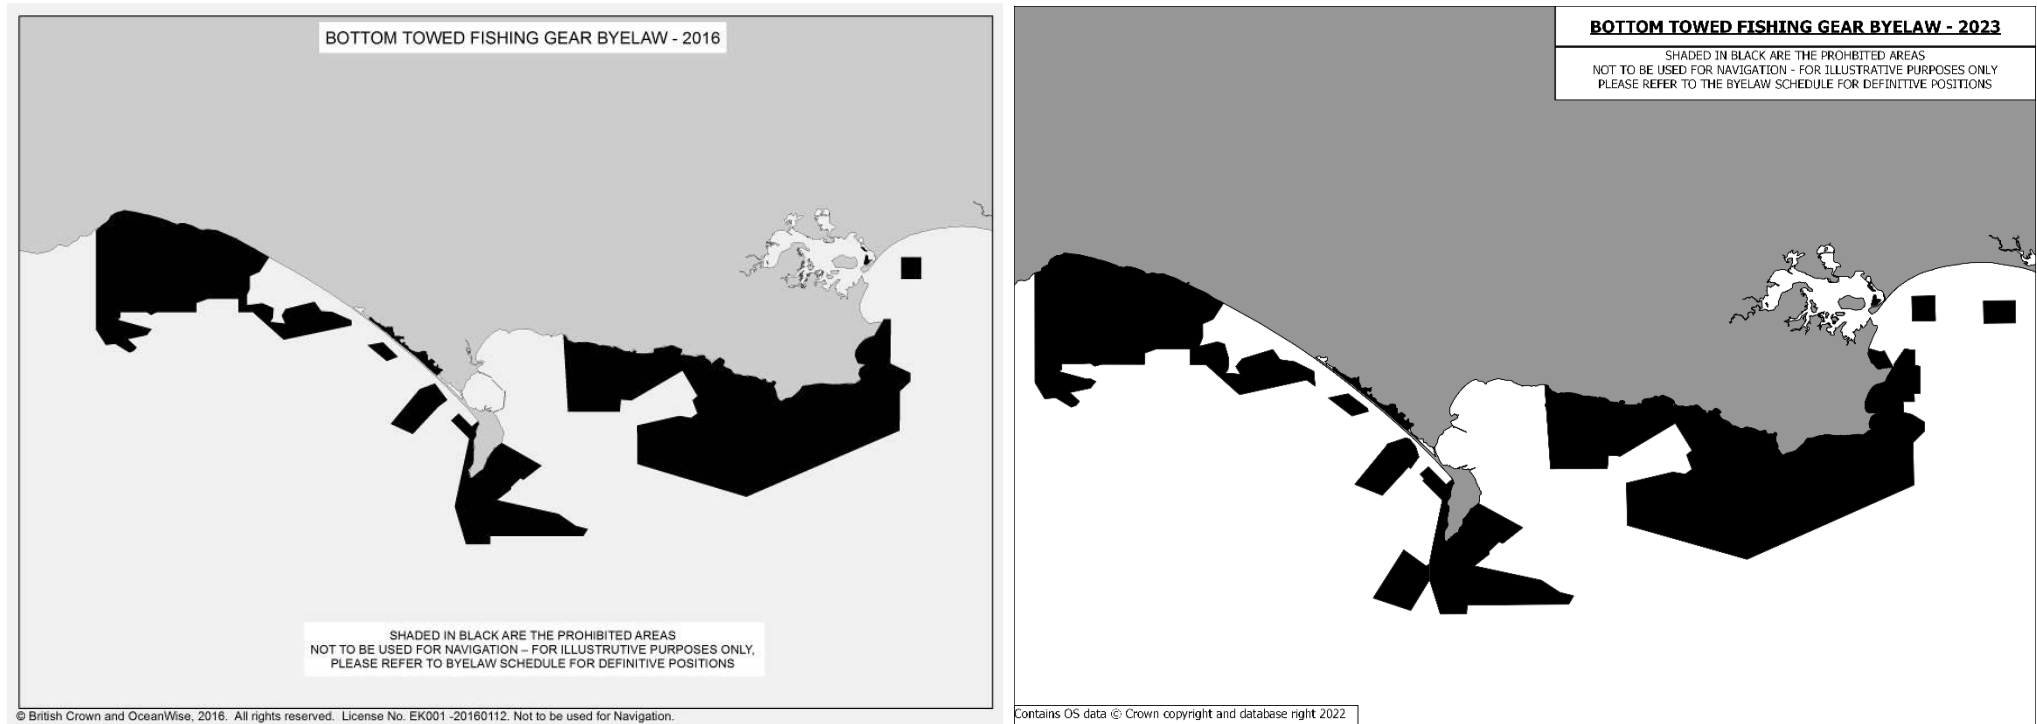 BOTTOM TOWED FISHING GEAR BYELAW - 2016
SHADED IN BLACK ARE THE PROHIBITED AREAS
NOT TO BE USED FOR NAVIGATION – FOR ILLUSTRUTIVE PURPOSES ONLY,
PLEASE REFER TO BYELAW SCHEDULE FOR DEFINITIVE POSITIONS
© British Crown and OceanWise, 2016. All rights reserved. License No. EK001 -20160112. Not to be used for Navigation.
BOTTOM TOWED FISHING GEAR BYELAW - 2023
SHADED IN BLACK ARE THE PROHBITED AREAS
NOT TO BE USED FOR NAVIGATION - FOR ILLUSTRATIVE PURPOSES ONLY
PLEASE REFER TO THE BYELAW SCHEDULE FOR DEFINITIVE POSITIONS
Contains OS data © Crown copyright and database right 2022